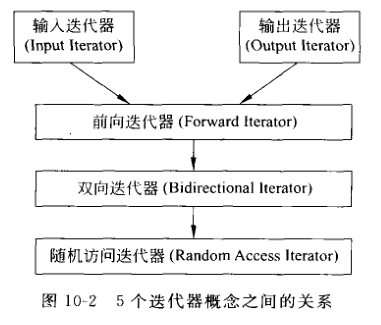 输入迭代器
(Input Iterator)
输出迭代器
(Output Iterator)
前向迭代器 (Forward Iterator)
双向迭代器 (Bidirectional Iterator)
随机访问迭代器 (Random Access Iterator)
图 10-2 5 个迭代器概念之间的关系